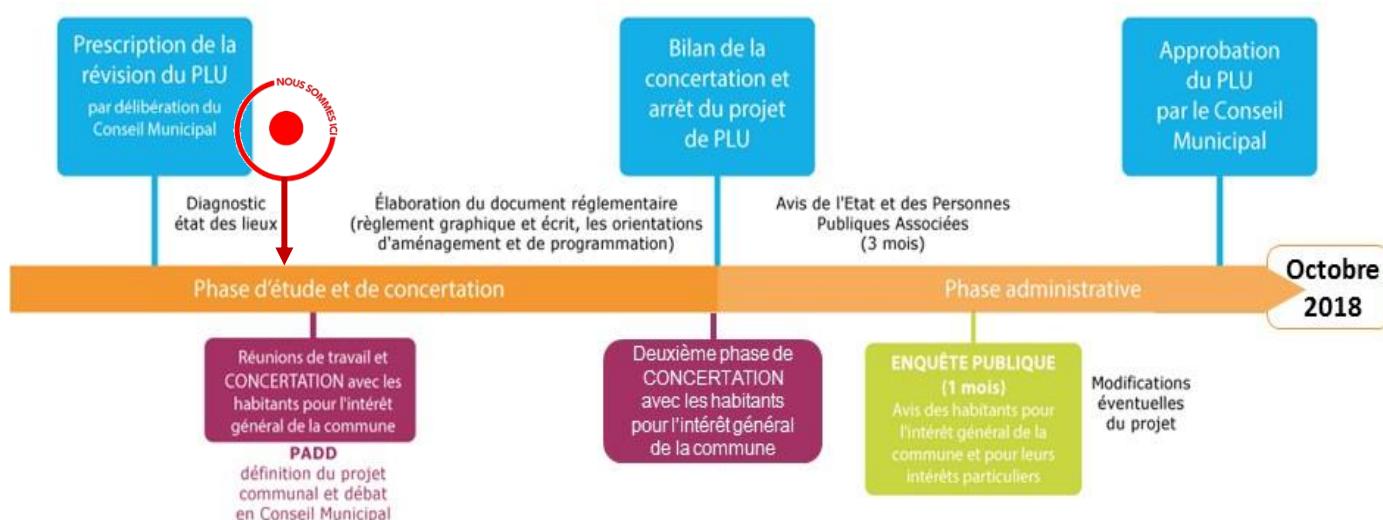 Prescription de la
révision du PLU
par délibération du
Conseil Municipal
NOUS SOMMES ICI
Bilan de la
concertation et
arrêt du projet
de PLU
Approbation
du PLU
par le Conseil
Municipal
Diagnostic
état des lieux
Élaboration du document réglementaire
(règlement graphique et écrit, les orientations
d'aménagement et de programmation)
Avis de l'Etat et des Personnes
Publiques Associées
(3 mois)
Phase d'étude et de concertation
Phase administrative
Octobre
2018
Réunions de travail et
CONCERTATION avec les
habitants pour l'intérêt
général de la commune
PADD
définition du projet
communal et débat
en Conseil Municipal
Deuxième phase de
CONCERTATION
avec les habitants
pour l'intérêt général
de la commune
ENQUÊTE PUBLIQUE
(1 mois)
Avis des habitants pour
l'intérêt général de la
commune et pour leurs
intérêts particuliers
Modifications
éventuelles
du projet